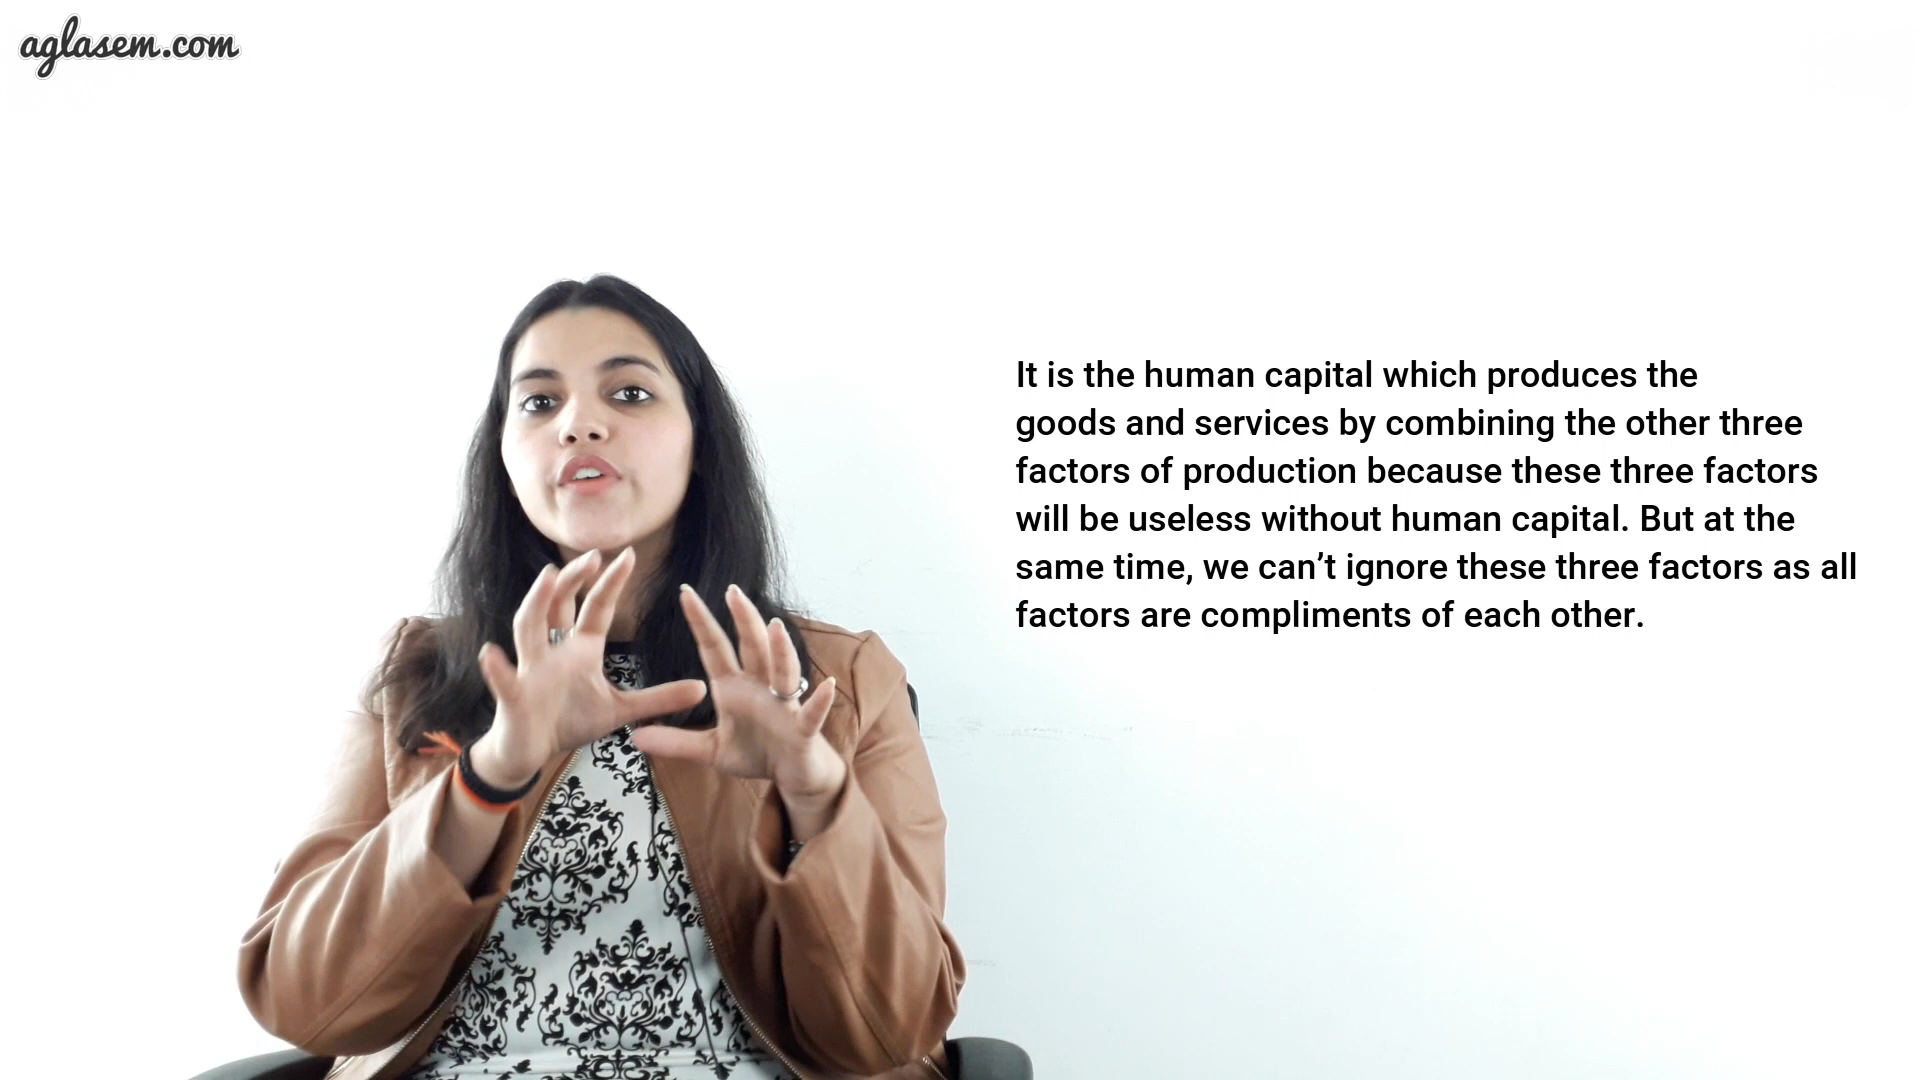 aglasem.com
It is the human capital which produces the
goods and services by combining the other three
factors of production because these three factors
will be useless without human capital. But at the
same time, we can’t ignore these three factors as all
factors are compliments of each other.